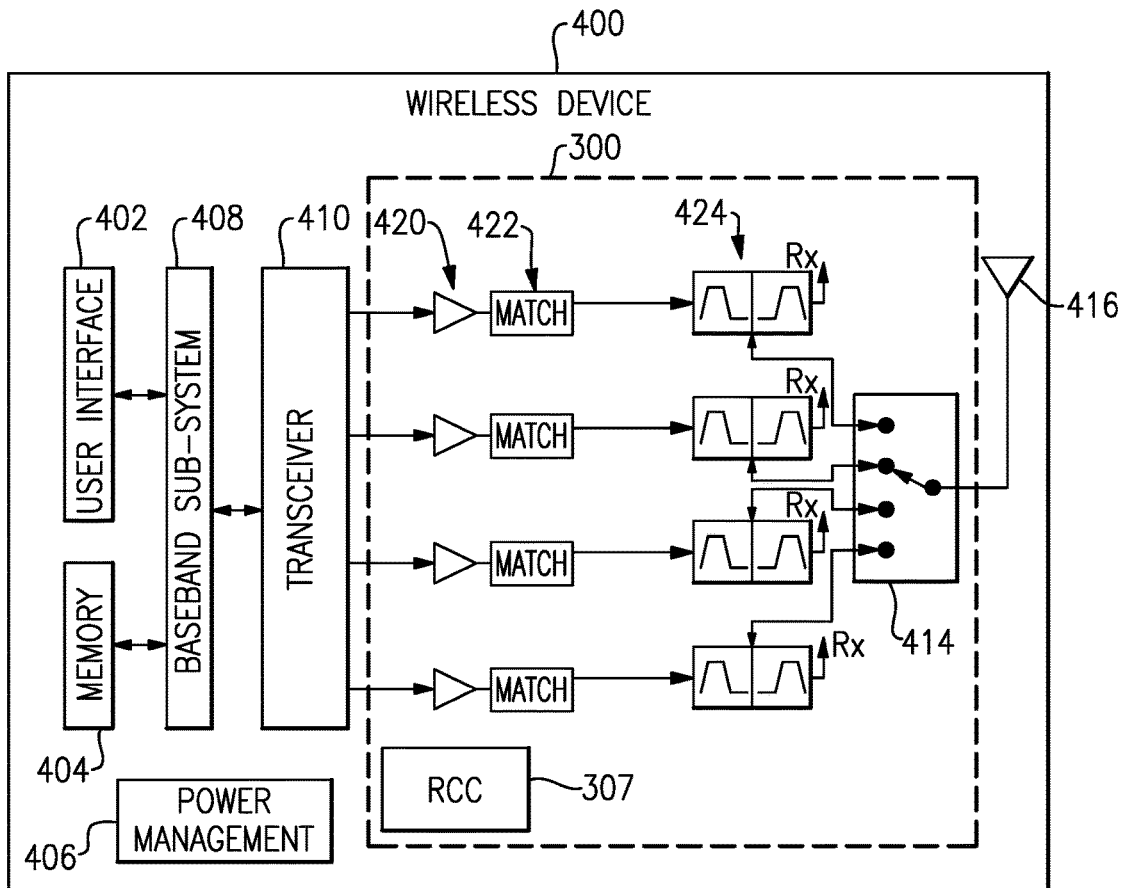 400
WIRELESS DEVICE
300
402
408
410
420
422
424
Rx
416
USER INTERFACE
BASEBAND SUB-SYSTEM
TRANSCEIVER
MATCH
Rx
MATCH
Rx
MATCH
MEMORY
414
Rx
MATCH
404
RCC
307
POWER
MANAGEMENT
406